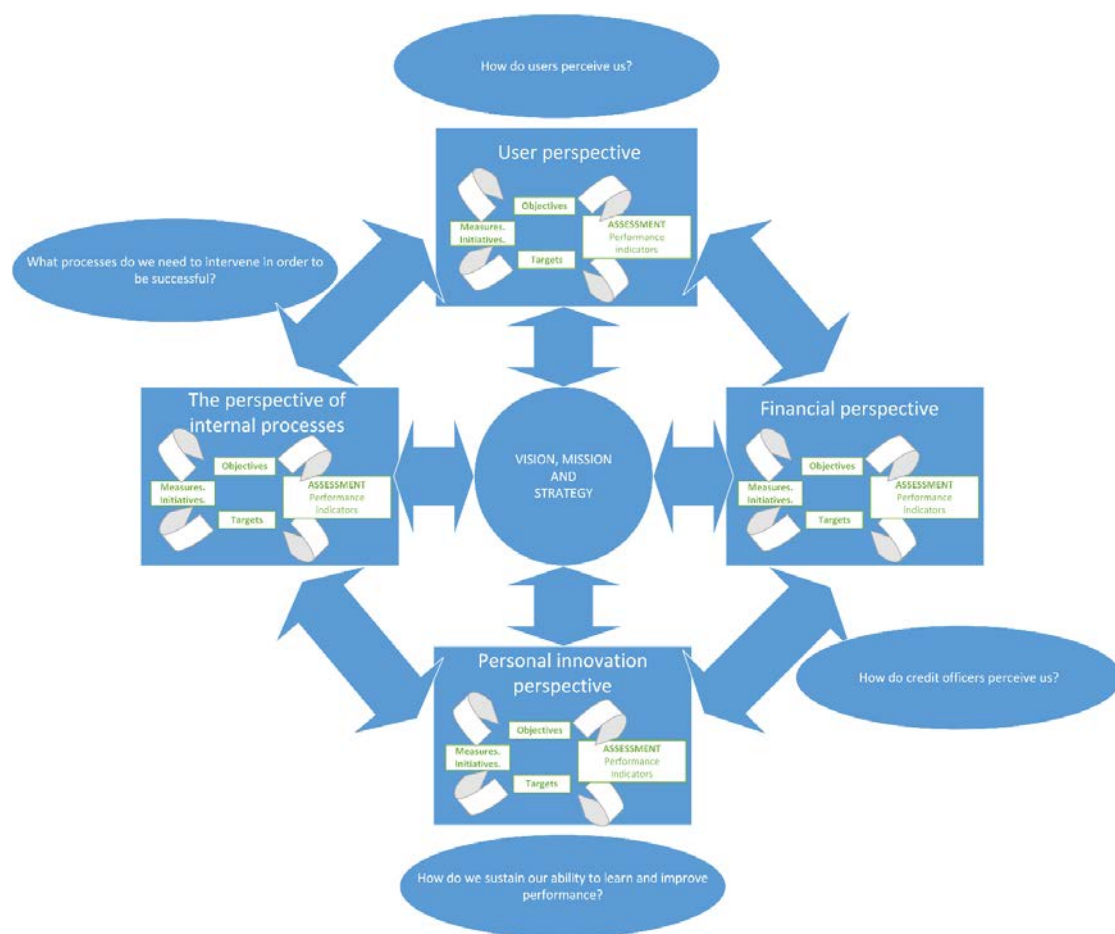 How do users perceive us?
User perspective
Objectives
Measures.
Initiatives.
ASSESSMENT
Performance
indicators
Targets
What processes do we need to intervene in order to
be successful?
The perspective of
internal processes
Objectives
Measures.
Initiatives.
ASSESSMENT
Performance
indicators
Targets
VISION, MISSION
AND
STRATEGY
Financial perspective
Objectives
Measures.
Initiatives.
ASSESSMENT
Performance
indicators
Targets
How do credit officers perceive us?
Personal innovation
perspective
Objectives
Measures.
Initiatives.
ASSESSMENT
Performance
indicators
Targets
How do we sustain our ability to learn and improve
performance?